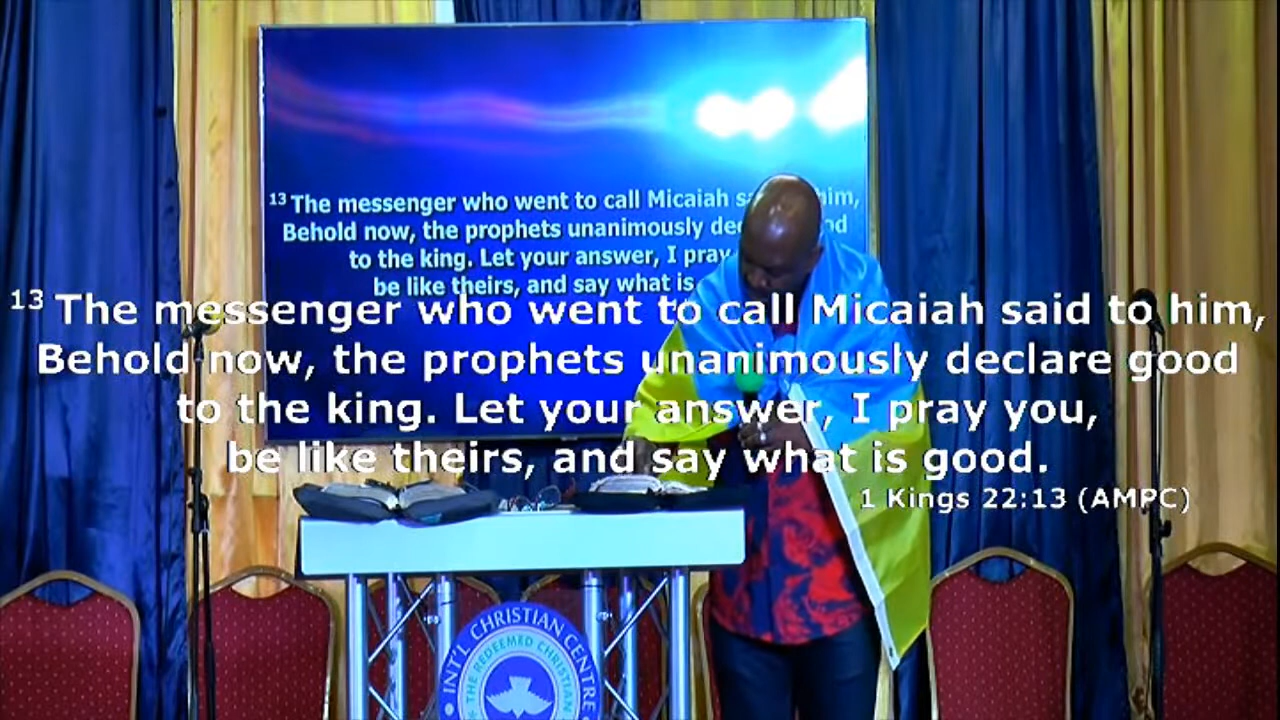 13 The messenger who went to call Micaiah him,
Behold now, the prophets unanimously
to the king. Let your answer, I pray
be like theirs, and say what is
13 The messenger who went to call Micaiah said to him,
Behold now, the prophets unanimously declare good
to the king. Let your answer, I pray you,
be like theirs, and say what is good.
1 Kings 22:13 (AMPC)
INT'L CHRISTIAN CENTRE
THE REDEEMED CHRISTIAN